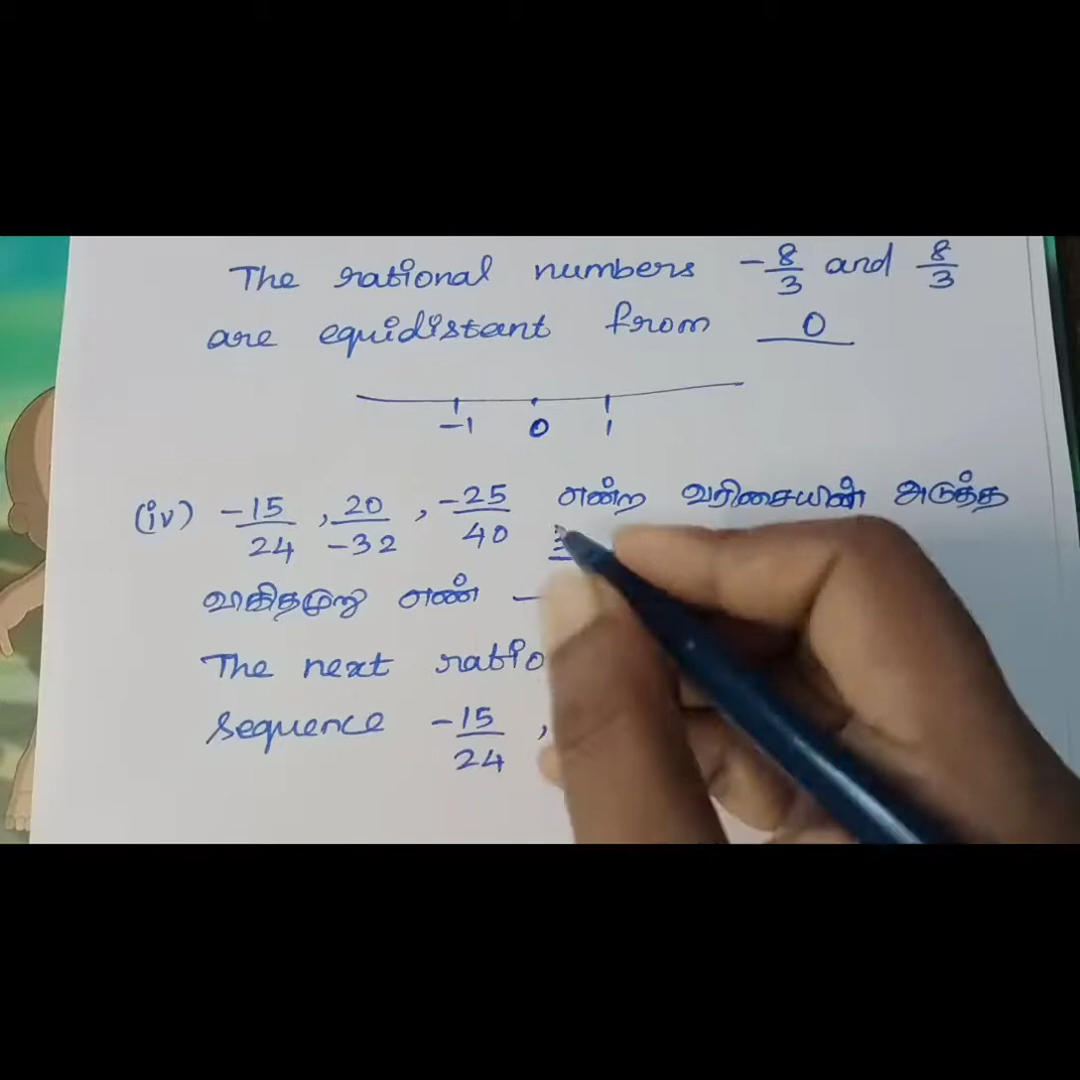 The rational numbers -8/3 and 8/3
are equidistant from 0
-1 0 1
(iv) -15/24 , 20/-32 , -25/40 என்ற வரிசையின் அடுத்த
விகிதமுறு எண்
The next ratio
sequence -15/24 ,